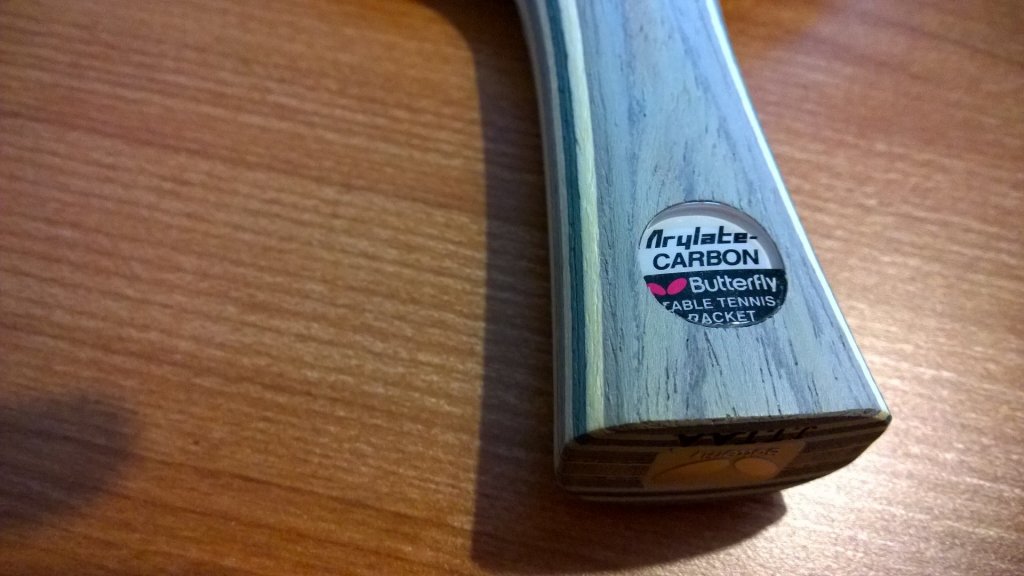 Arylate-
CARBON
Butterfly
TABLE TENNIS
RACKET